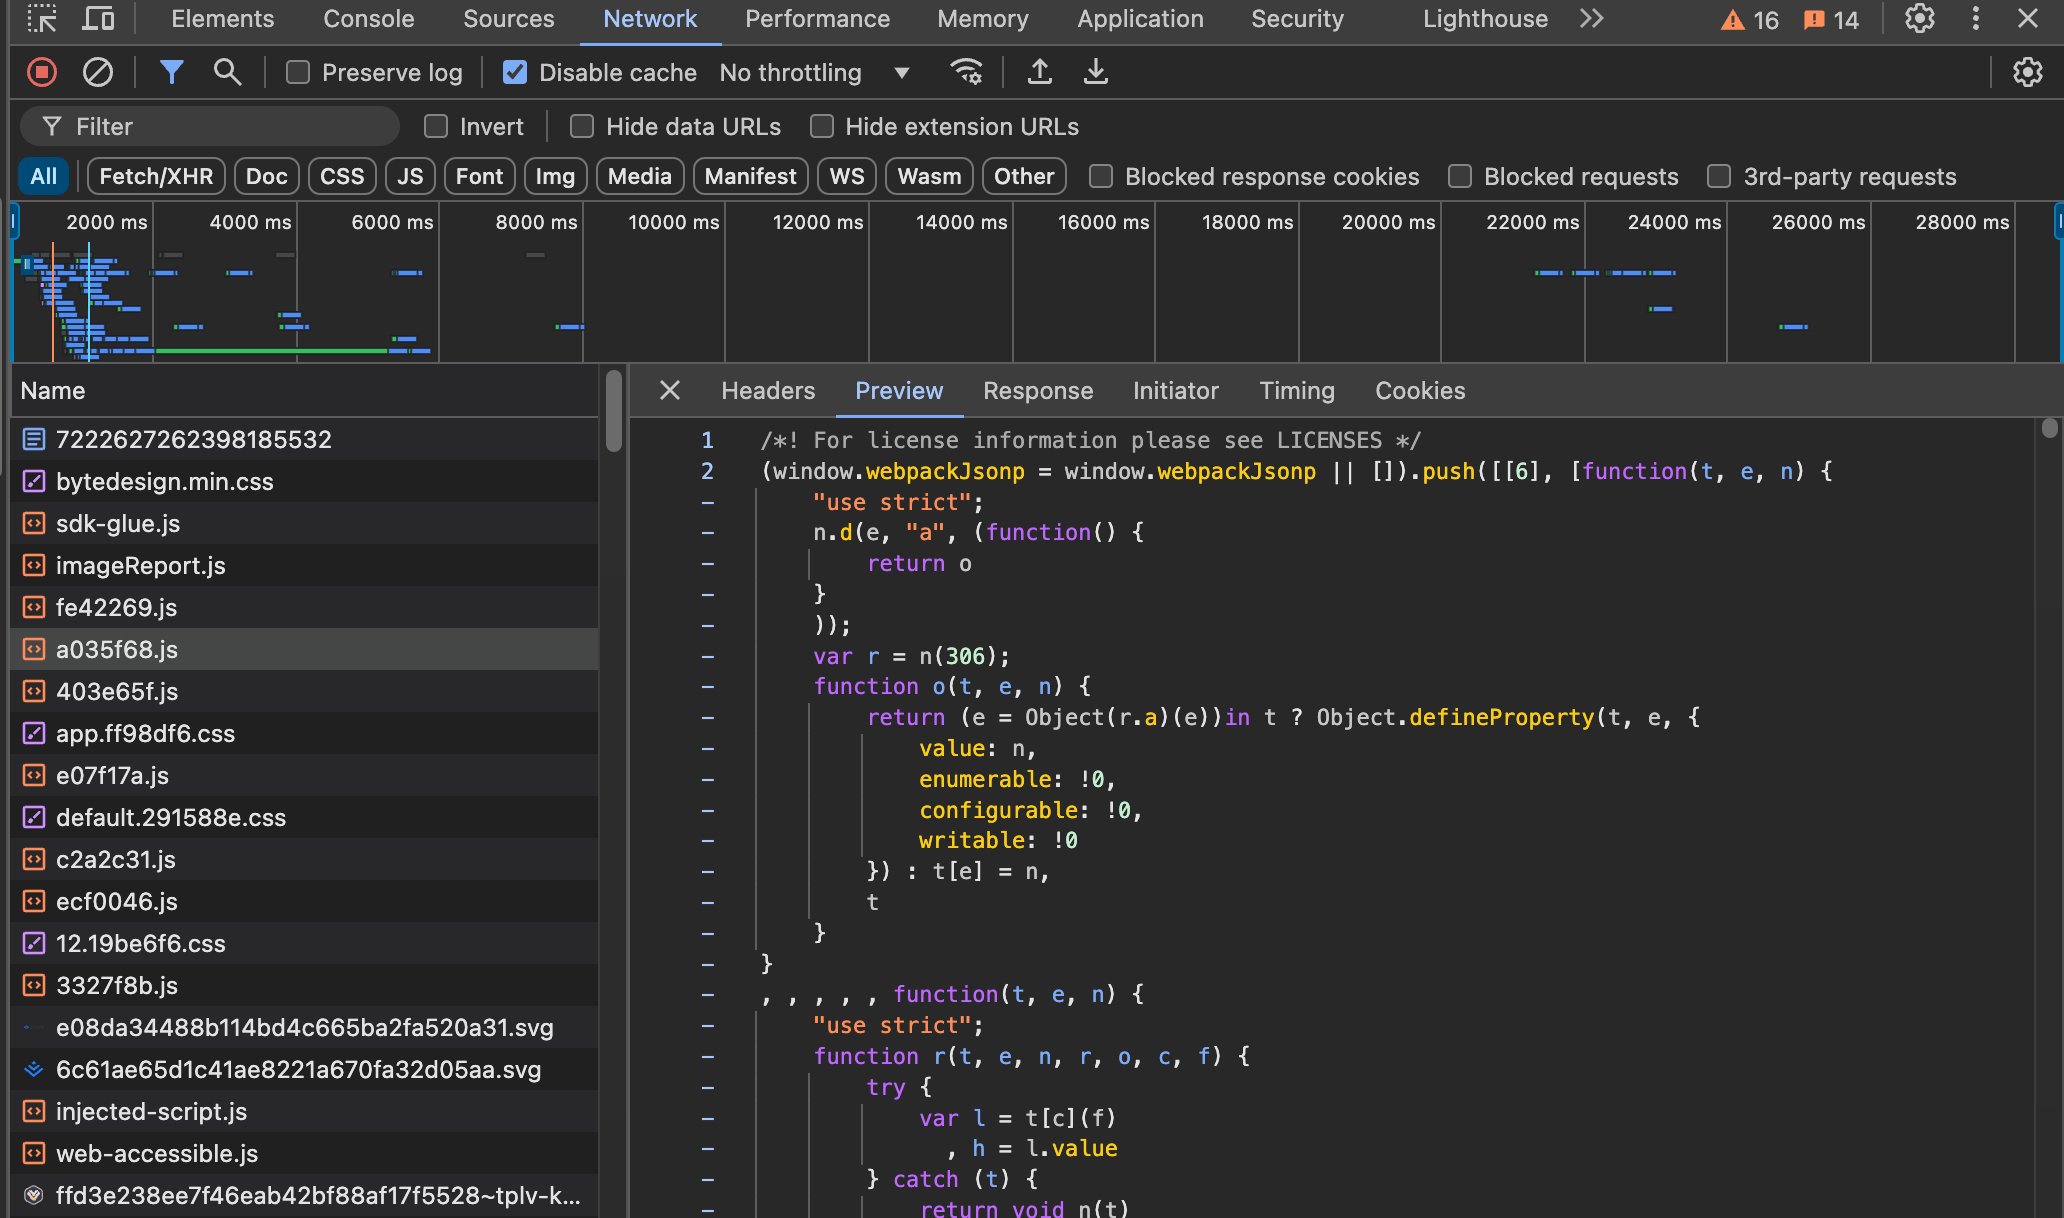 Elements Console Sources Network Performance Memory Application Security Lighthouse 16 14
Preserve log Disable cache No throttling
Filter Invert Hide data URLs Hide extension URLs
All Fetch/XHR Doc CSS JS Font Img Media Manifest WS Wasm Other Blocked response cookies Blocked requests 3rd-party requests
2000 ms 4000 ms 6000 ms 8000 ms 10000 ms 12000 ms 14000 ms 16000 ms 18000 ms 20000 ms 22000 ms 24000 ms 26000 ms 28000 ms
Name
7222627262398185532
bytedesign.min.css
sdk-glue.js
imageReport.js
fe42269.js
a035f68.js
403e65f.js
app.ff98df6.css
e07f17a.js
default.291588e.css
c2a2c31.js
ecf0046.js
12.19be6f6.css
3327f8b.js
e08da34488b114bd4c665ba2fa520a31.svg
6c61ae65d1c41ae8221a670fa32d05aa.svg
injected-script.js
web-accessible.js
ffd3e238ee7f46eab42bf88af17f5528~tplv-k...
Headers Preview Response Initiator Timing Cookies
1 /*! For license information please see LICENSES */
2 (window.webpackJsonp = window.webpackJsonp || []).push([[6], [function(t, e, n) {
- "use strict";
- n.d(e, "a", (function() {
- return o
- }
- ));
- var r = n(306);
- function o(t, e, n) {
- return (e = Object(r.a)(e))in t ? Object.defineProperty(t, e, {
- value: n,
- enumerable: !0,
- configurable: !0,
- writable: !0
- }) : t[e] = n,
- t
- }
- }
- , , , , , function(t, e, n) {
- "use strict";
- function r(t, e, n, r, o, c, f) {
- try {
- var l = t[c](f)
- , h = l.value
- } catch (t) {
- return void n(t)